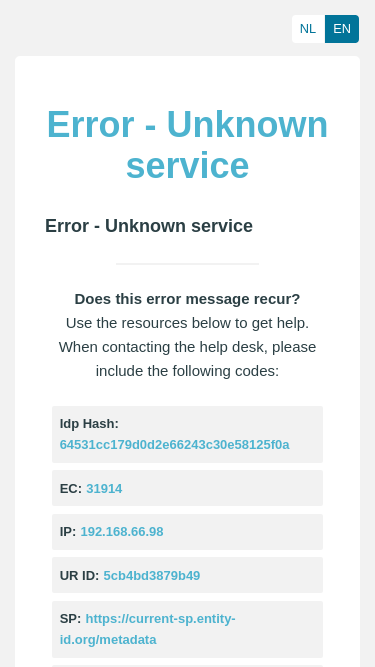 NL EN
Error - Unknown
service
Error - Unknown service
Does this error message recur?
Use the resources below to get help.
When contacting the help desk, please
include the following codes:
Idp Hash:
64531cc179d0d2e66243c30e58125f0a
EC: 31914
IP: 192.168.66.98
UR ID: 5cb4bd3879b49
SP: https://current-sp.entity-
id.org/metadata